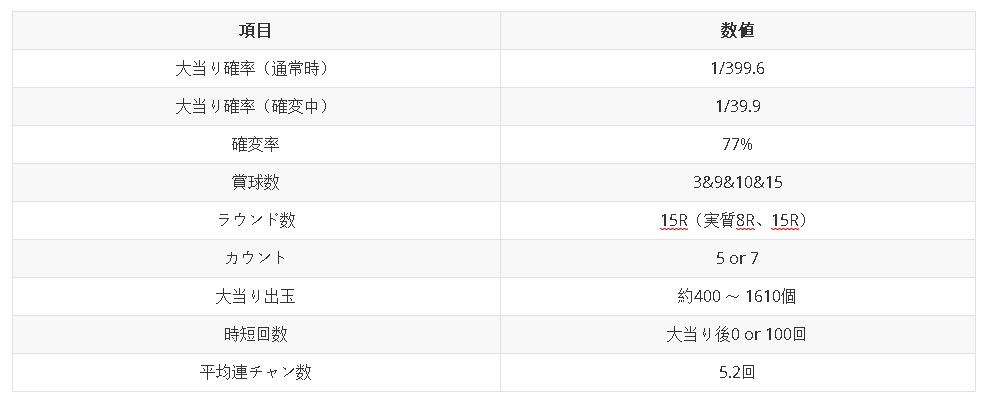 項目 数値
大当り確率（通常時） 1/399.6
大当り確率（確変中） 1/39.9
確変率 77%
賞球数 3&9&10&15
ラウンド数 15R（実質8R、15R）
カウント 5 or 7
大当り出玉 約400 ～ 1610個
時短回数 大当り後0 or 100回
平均連チャン数 5.2回